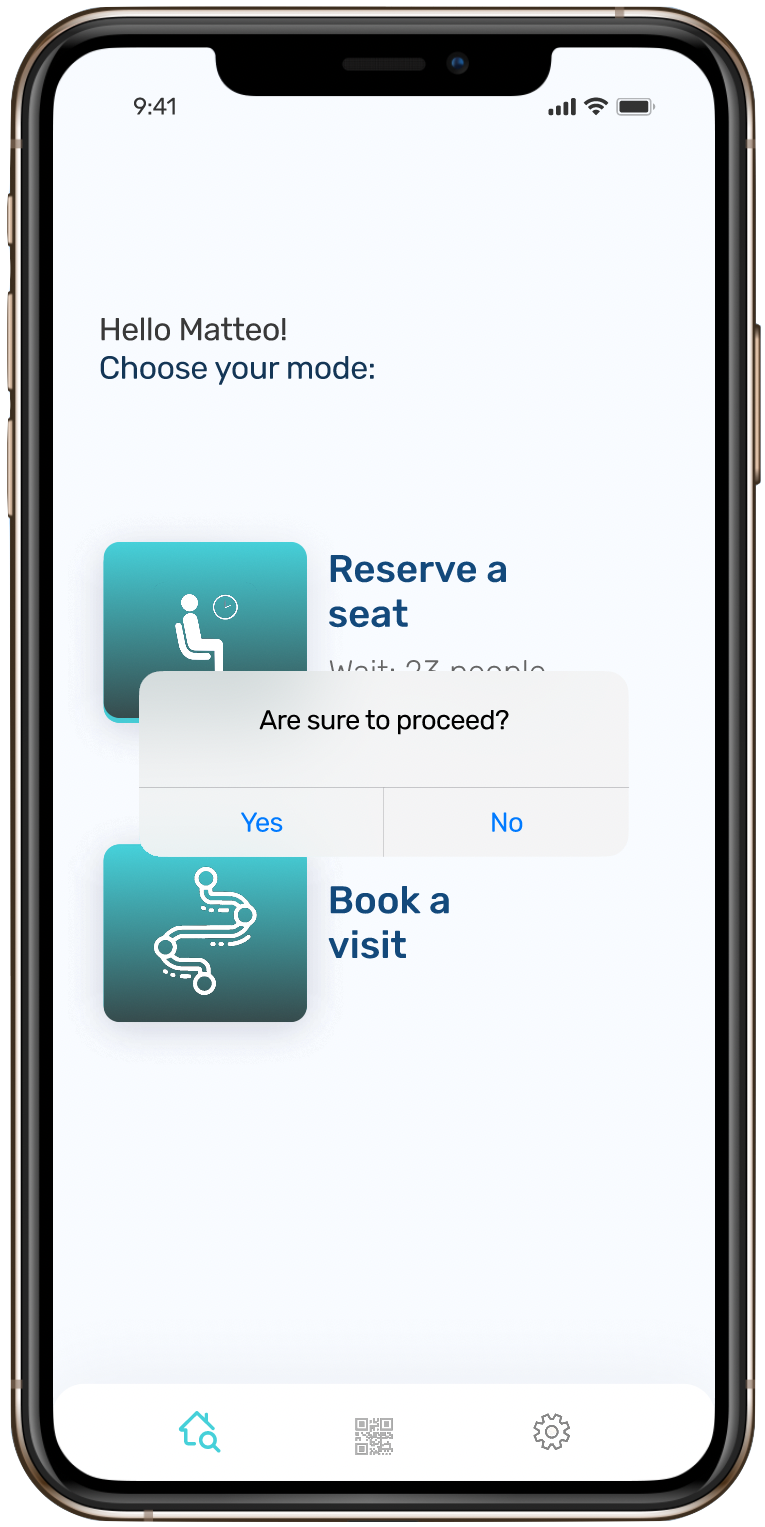 9:41
Hello Matteo!
Choose your mode:
Reserve a
seat
Wait: 23 people
Are sure to proceed?
Yes
No
Book a
visit